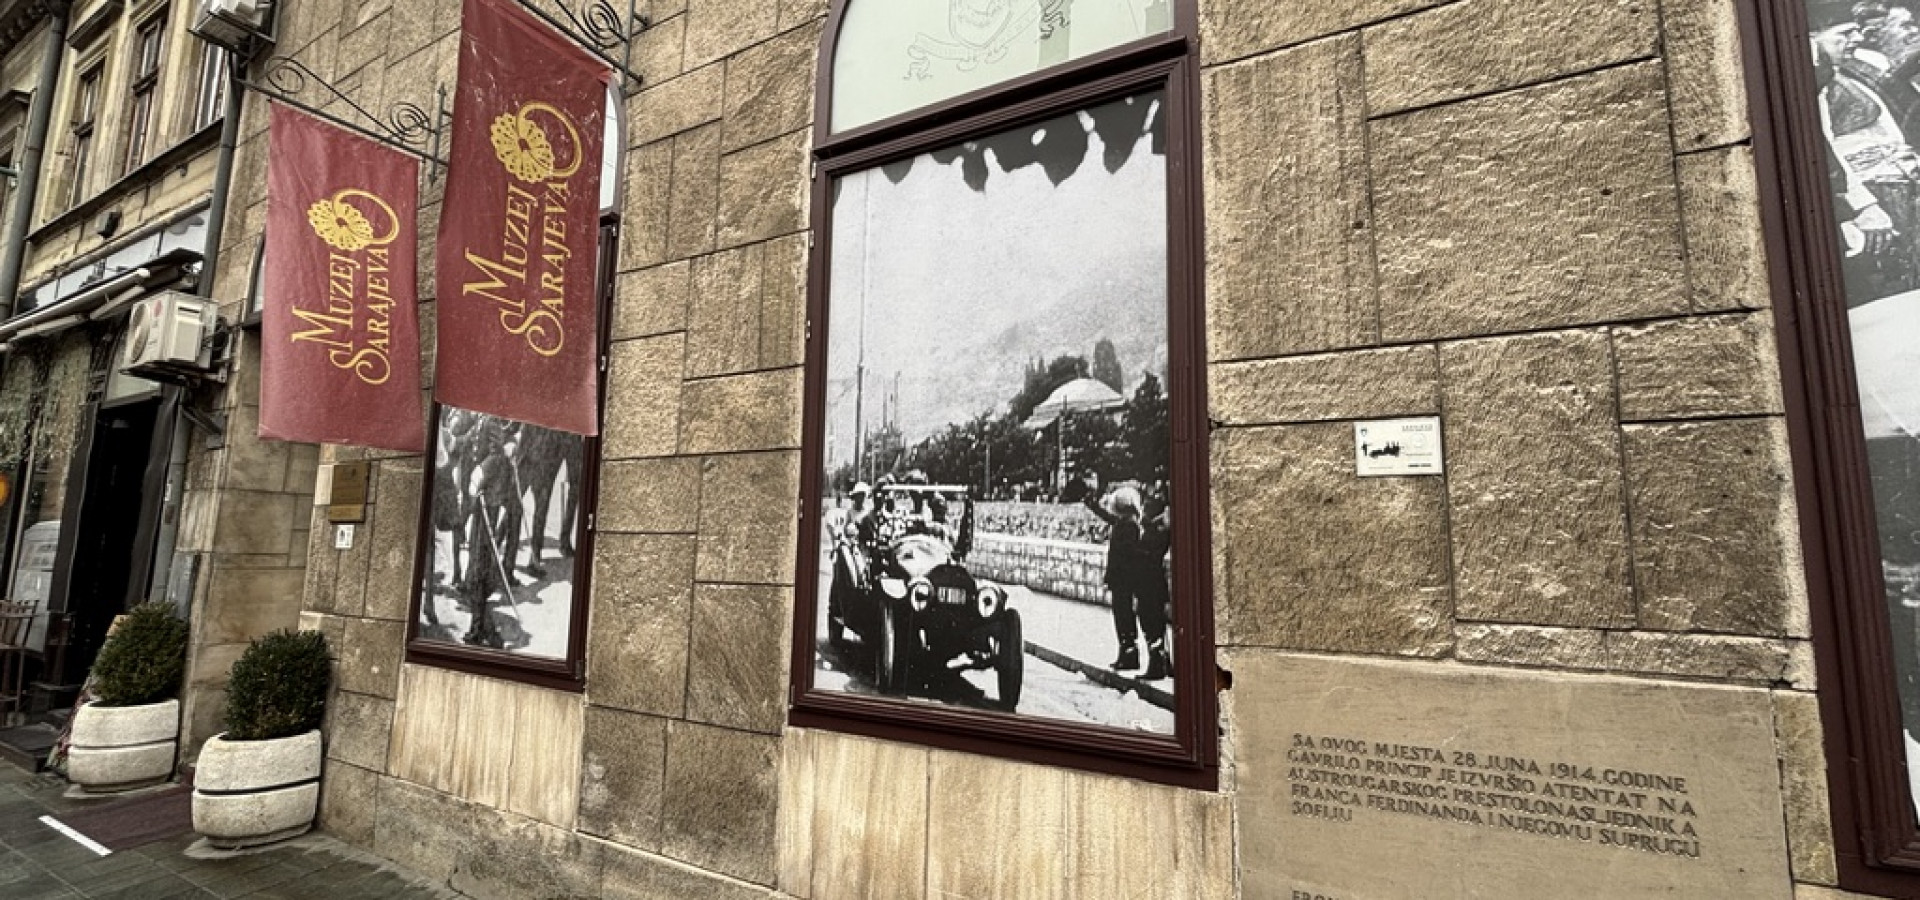 MUZEJ
SARAJEVA
MUZEJ
SARAJEVA
SA OVOG MJESTA 28. JUNA 1914. GODINE
GAVRILO PRINCIP JE IZVRŠIO ATENTAT NA
AUSTROUGARSKOG PRESTOLONASLJEDNIKA
FRANCA FERDINANDA I NJEGOVU SUPRUGU
SOFIJU
FROM